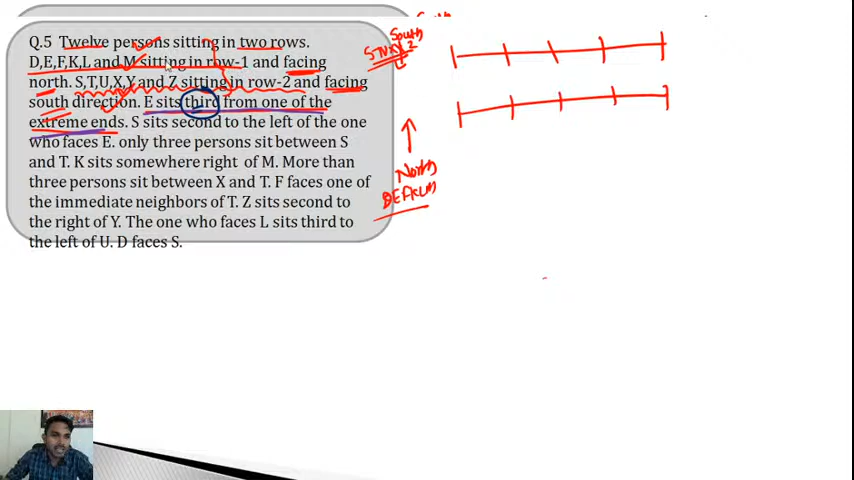 Q.5 Twelve persons sitting in two rows.
D,E,F,K,L and M sitting in row-1 and facing
north. S,T,U,X,Y and Z sitting in row-2 and facing
south direction. E sits third from one of the
extreme ends. S sits second to the left of the one
who faces E. only three persons sit between S
and T. K sits somewhere right of M. More than
three persons sit between X and T. F faces one of
the immediate neighbors of T. Z sits second to
the right of Y. The one who faces L sits third to
the left of U. D faces S.
South
North
DEFKLM